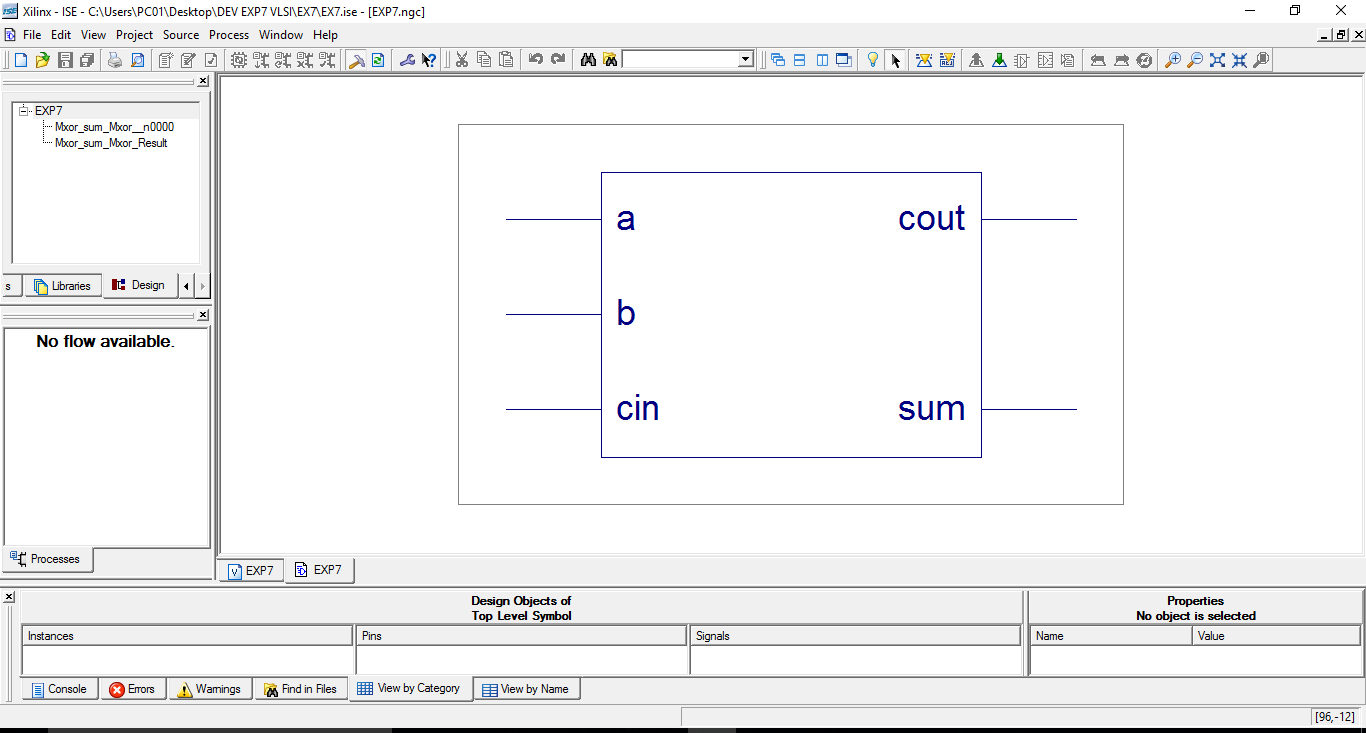 Xilinx - ISE - C:\Users\PC01\Desktop\DEV EXP7 VLSI\EX7\EX7.ise - [EXP7.ngc]
File Edit View Project Source Process Window Help
EXP7
Mxor_sum_Mxor__n0000
Mxor_sum_Mxor_Result
s Libraries Design
No flow available.
Processes
a cout
b
cin sum
EXP7 EXP7
Design Objects of
Top Level Symbol
Properties
No object is selected
Instances Pins Signals Name Value
Console Errors Warnings Find in Files View by Category View by Name
[96,-12]